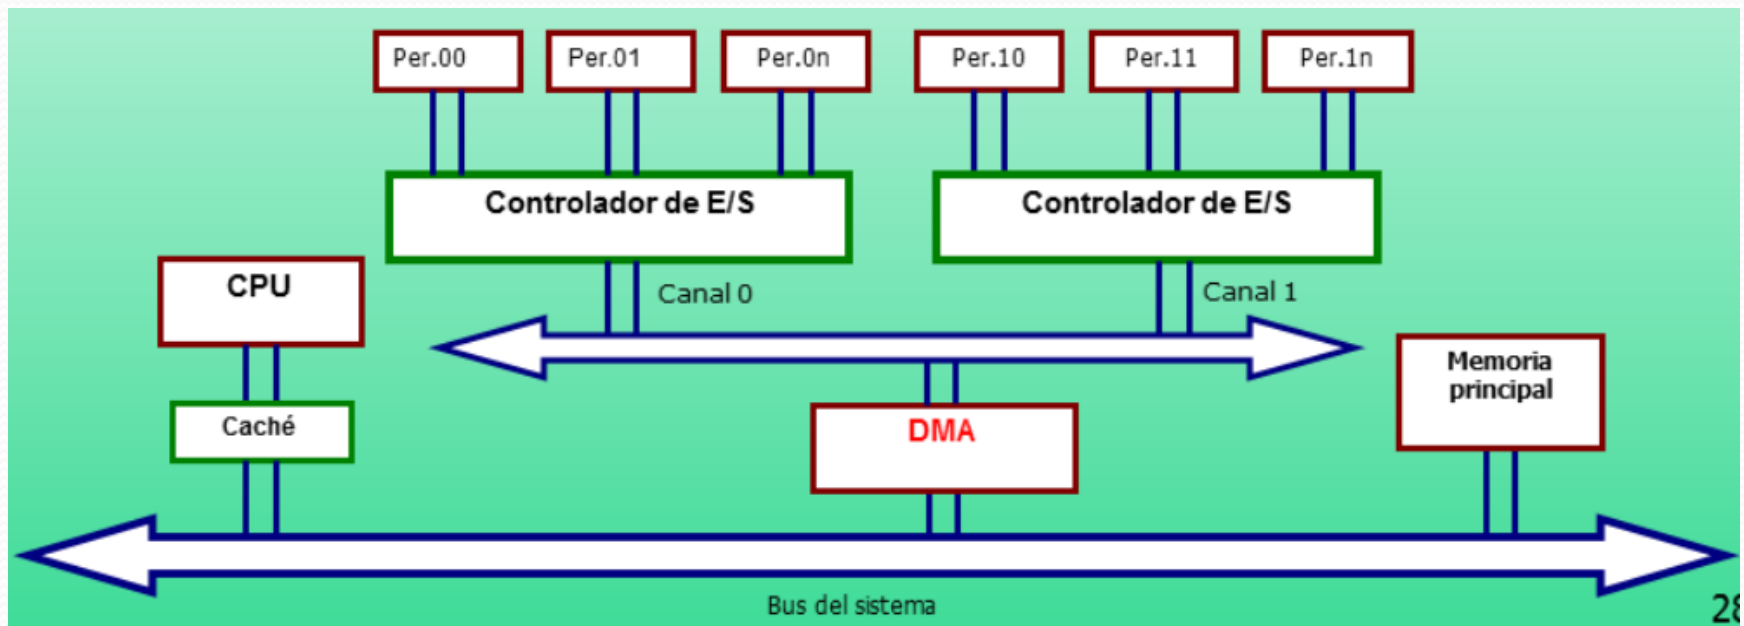 Per.00
Per.01
Per.0n
Per.10
Per.11
Per.1n
Controlador de E/S
Controlador de E/S
CPU
Canal 0
Canal 1
Memoria
principal
Caché
DMA
Bus del sistema
28